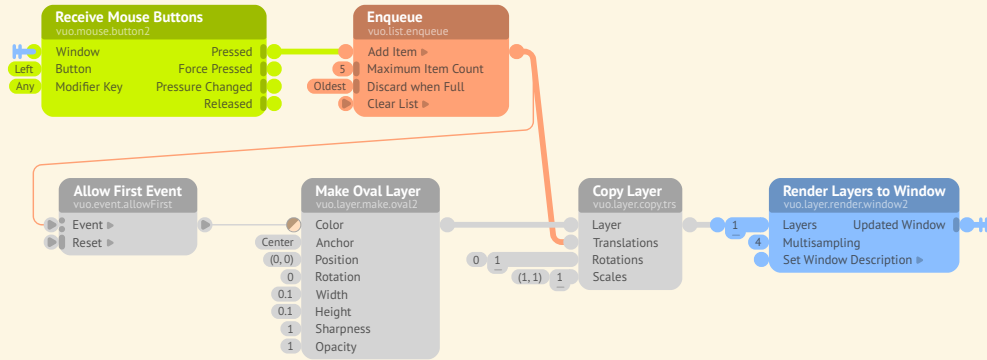 Receive Mouse Buttons
vuo.mouse.button2
Window Pressed
Left Button Force Pressed
Any Modifier Key Pressure Changed
Released
Enqueue
vuo.list.enqueue
Add Item
5 Maximum Item Count
Oldest Discard when Full
Clear List
Allow First Event
vuo.event.allowFirst
Event
Reset
Make Oval Layer
vuo.layer.make.oval2
Color
Center Anchor
(0, 0) Position
0 Rotation
0.1 Width
0.1 Height
1 Sharpness
1 Opacity
Copy Layer
vuo.layer.copy.trs
Layer
Translations
0 1 Rotations
(1, 1) 1 Scales
Render Layers to Window
vuo.layer.render.window2
1 Layers Updated Window
4 Multisampling
Set Window Description